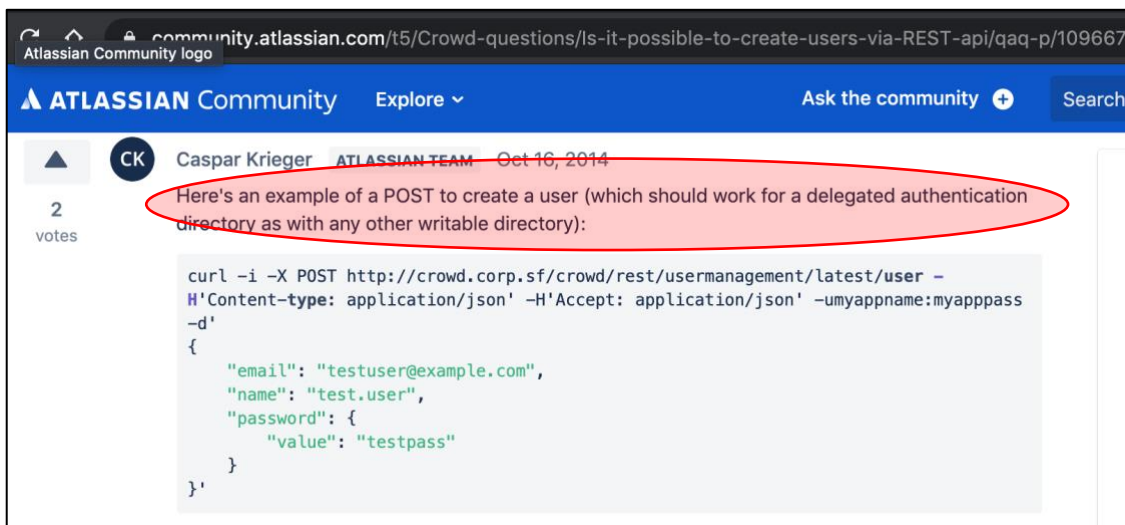 community.atlassian.com/t5/Crowd-questions/Is-it-possible-to-create-users-via-REST-api/qaq-p/109667
Atlassian Community logo
ATLASSIAN Community Explore Ask the community Search
CK Caspar Krieger ATLASSIAN TEAM Oct 16, 2014
Here's an example of a POST to create a user (which should work for a delegated authentication
2
directory as with any other writable directory):
votes
curl -i -X POST http://crowd.corp.sf/crowd/rest/usermanagement/latest/user -
H'Content-type: application/json' -H'Accept: application/json' -umyappname:myapppass
-d'
{
"email": "testuser@example.com",
"name": "test.user",
"password": {
"value": "testpass"
}
}'